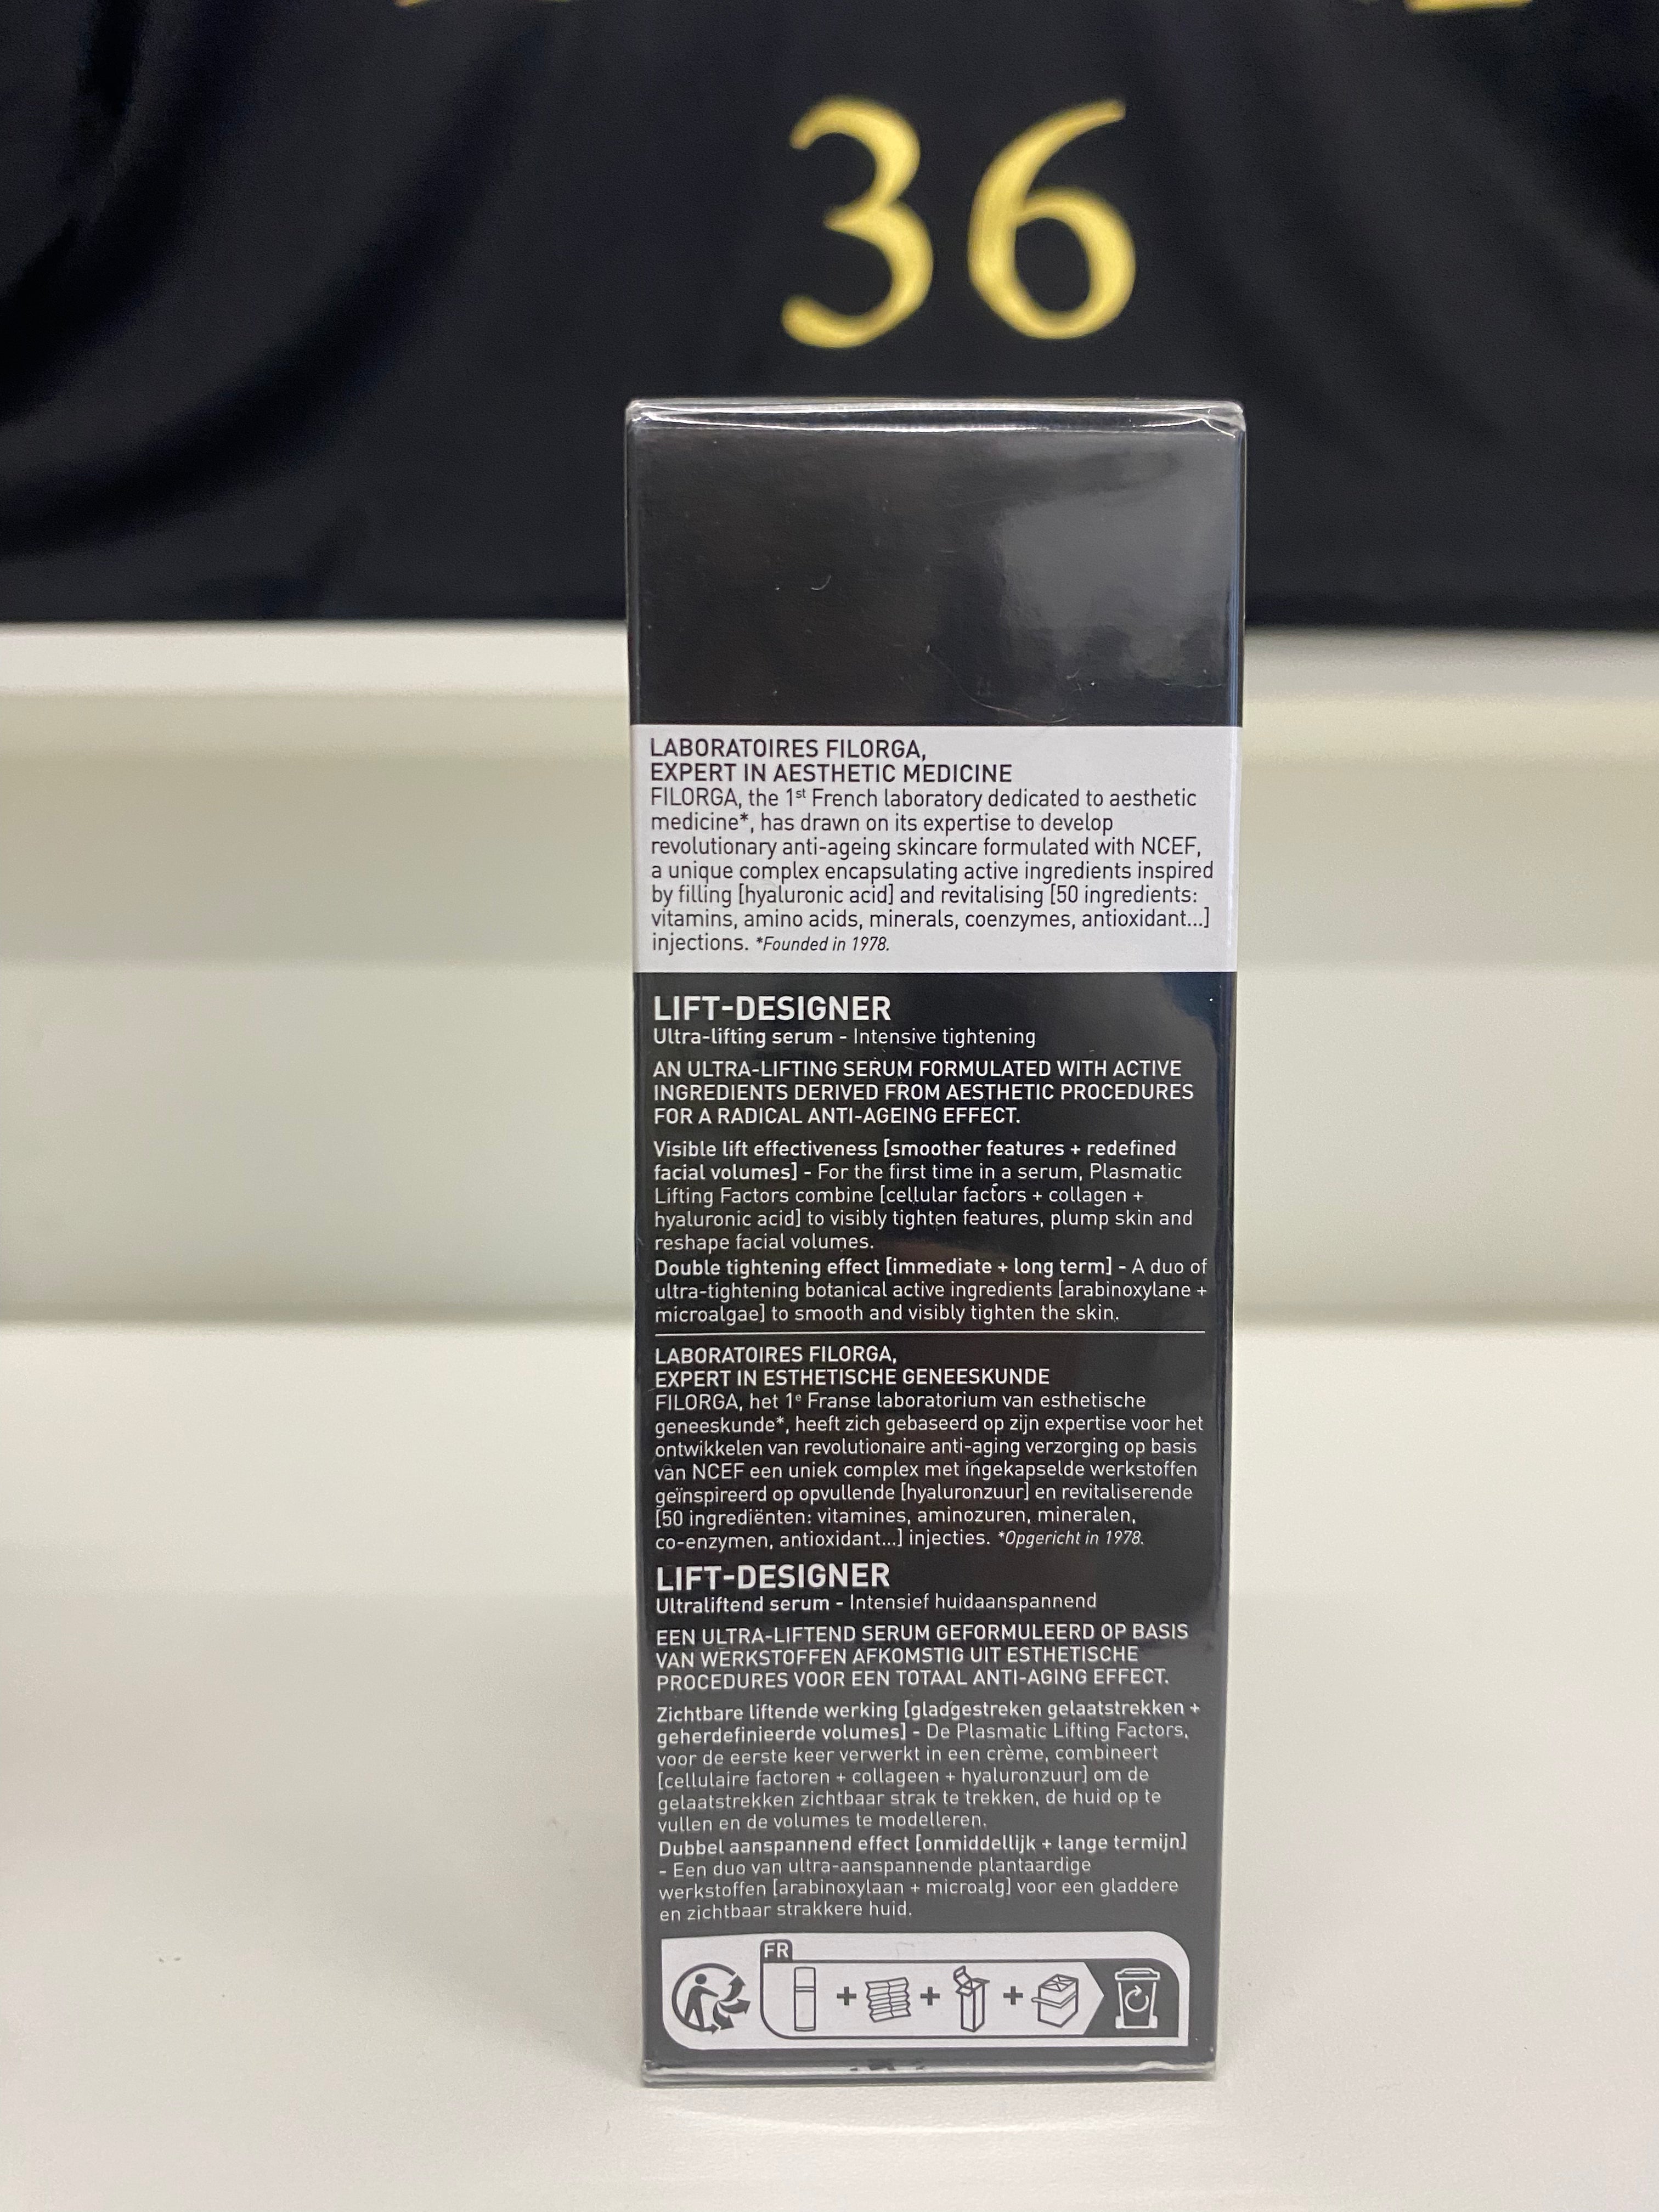 36
LABORATOIRES FILORGA,
EXPERT IN AESTHETIC MEDICINE
FILORGA, the 1st French laboratory dedicated to aesthetic
medicine*, has drawn on its expertise to develop
revolutionary anti-ageing skincare formulated with NCEF,
a unique complex encapsulating active ingredients inspired
by filling [hyaluronic acid] and revitalising [50 ingredients:
vitamins, amino acids, minerals, coenzymes, antioxidant...]
injections. *Founded in 1978.
LIFT-DESIGNER
Ultra-lifting serum - Intensive tightening
AN ULTRA-LIFTING SERUM FORMULATED WITH ACTIVE
INGREDIENTS DERIVED FROM AESTHETIC PROCEDURES
FOR A RADICAL ANTI-AGEING EFFECT.
Visible lift effectiveness [smoother features + redefined
facial volumes] - For the first time in a serum, Plasmatic
Lifting Factors combine [cellular factors + collagen +
hyaluronic acid] to visibly tighten features, plump skin and
reshape facial volumes.
Double tightening effect [immediate + long term] - A duo of
ultra-tightening botanical active ingredients [arabinoxylane +
microalgae] to smooth and visibly tighten the skin.
LABORATOIRES FILORGA,
EXPERT IN ESTHETISCHE GENEESKUNDE
FILORGA, het 1e Franse laboratorium van esthetische
geneeskunde*, heeft zich gebaseerd op zijn expertise voor het
ontwikkelen van revolutionaire anti-aging verzorging op basis
van NCEF een uniek complex met ingekapselde werkstoffen
geïnspireerd op opvullende [hyaluronzuur] en revitaliserende
[50 ingrediënten: vitamines, aminozuren, mineralen,
co-enzymen, antioxidant...] injecties. *Opgericht in 1978.
LIFT-DESIGNER
Ultraliftend serum - Intensief huidaanspannend
EEN ULTRA-LIFTEND SERUM GEFORMULEERD OP BASIS
VAN WERKSTOFFEN AFKOMSTIG UIT ESTHETISCHE
PROCEDURES VOOR EEN TOTAAL ANTI-AGING EFFECT.
Zichtbare liftende werking [gladgestreken gelaatstrekken +
geherdefinieerde volumes] - De Plasmatic Lifting Factors,
voor de eerste keer verwerkt in een crème, combineert
[cellulaire factoren + collageen + hyaluronzuur] om de
gelaatstrekken zichtbaar strak te trekken, de huid op te
vullen en de volumes te modelleren.
Dubbel aanspannend effect [onmiddellijk + lange termijn]
- Een duo van ultra-aanspannende plantaardige
werkstoffen [arabinoxylaan + microalg] voor een gladdere
en zichtbaar strakkere huid.
FR
+ + +